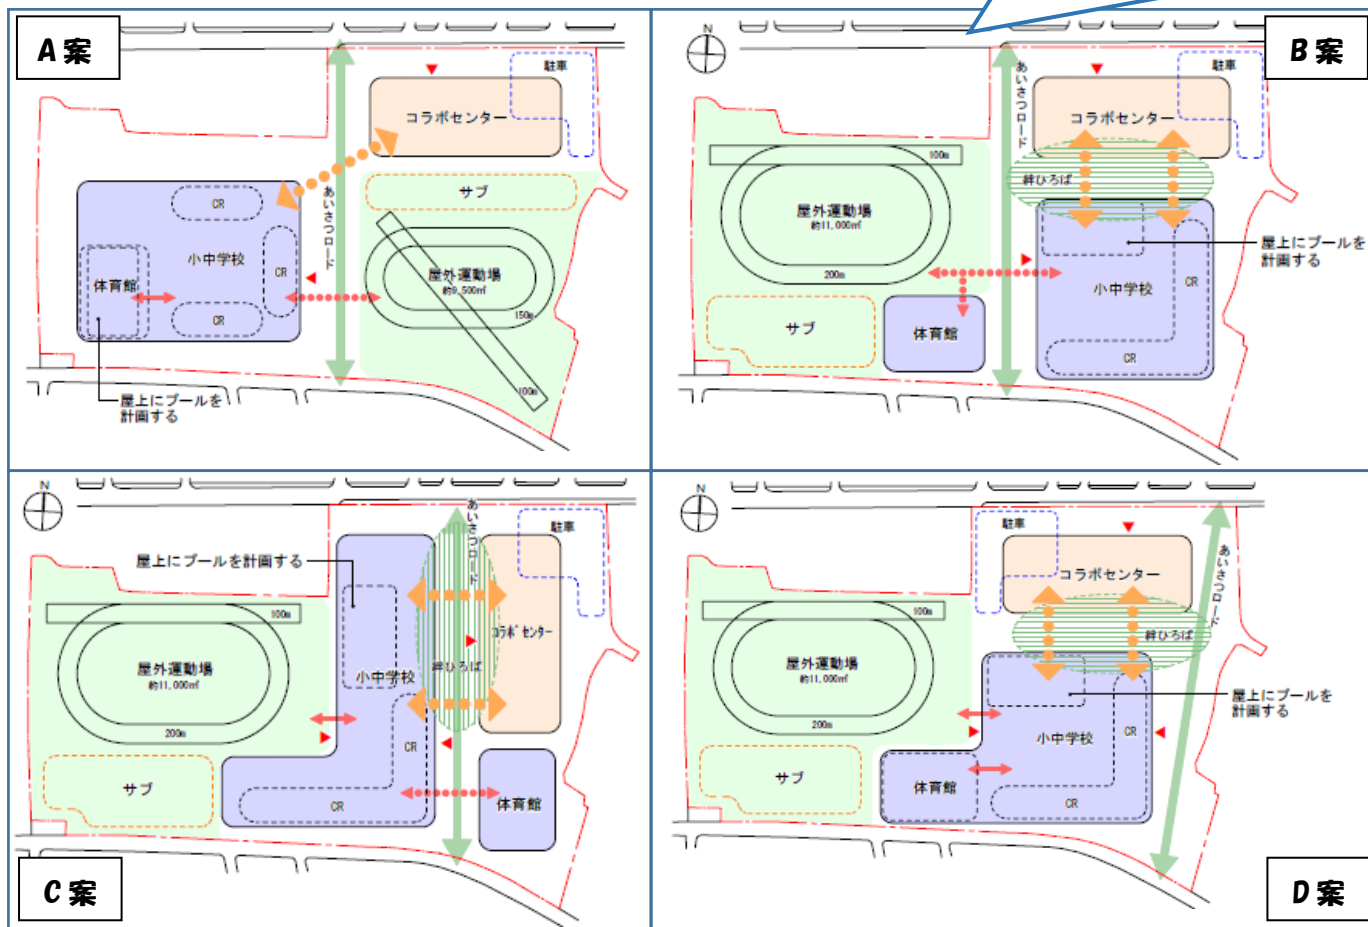 A案
駐車
コラボセンター
あいさつロード
サブ
CR
小中学校
CR
体育館
CR
屋外運動場
約9,500㎡
150m
100m
屋上にプールを
計画する
N
B案
駐車
あいさつロード
コラボセンター
100m
絆ひろば
屋外運動場
約11,000㎡
200m
屋上にプールを
計画する
小中学校
CR
サブ
体育館
CR
N
あいさつロード
駐車
屋上にプールを計画する
100m
コラボセンター
屋外運動場
約11,000㎡
絆ひろば
小中学校
200m
CR
サブ
CR
体育館
C案
N
駐車
コラボセンター
あいさつロード
100m
絆ひろば
屋外運動場
約11,000㎡
屋上にプールを
計画する
200m
小中学校
CR
サブ
体育館
CR
D案